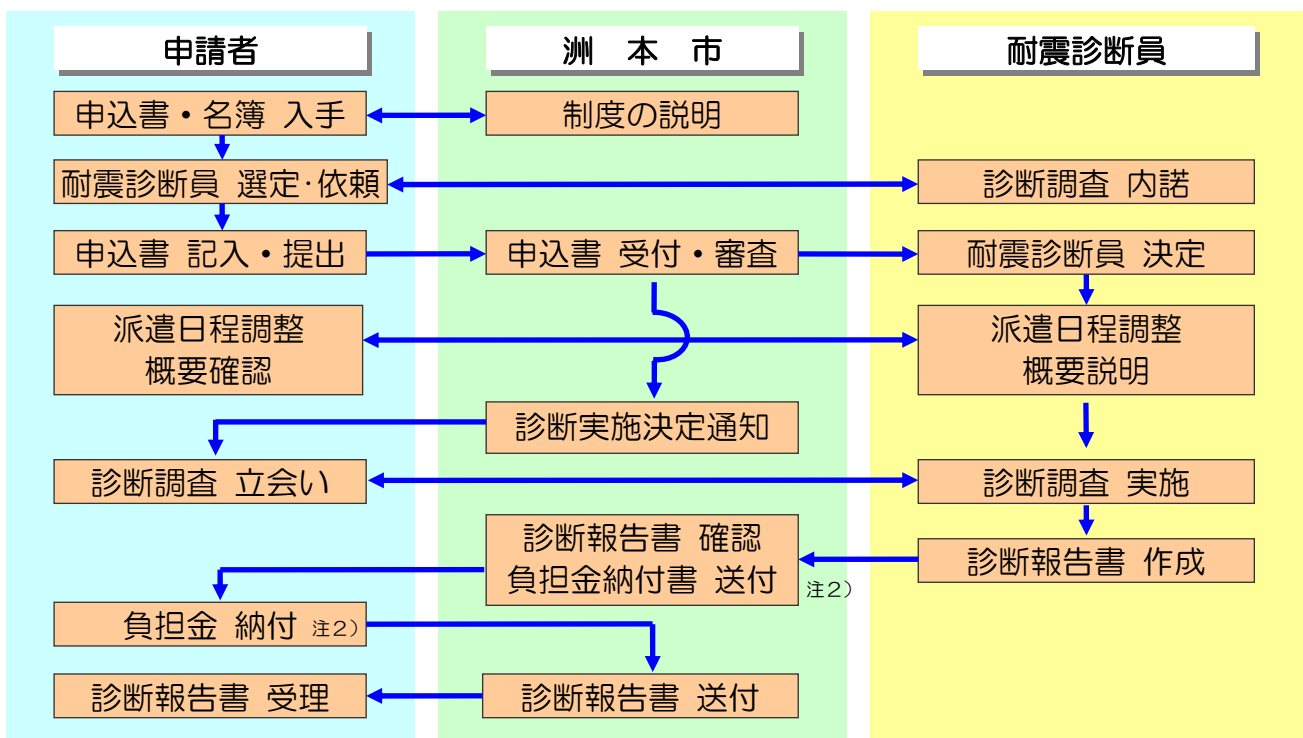 申請者
洲 本 市
耐震診断員
申込書・名簿 入手
制度の説明
耐震診断員 選定・依頼
診断調査 内諾
申込書 記入・提出
申込書 受付・審査
耐震診断員 決定
派遣日程調整
概要確認
派遣日程調整
概要説明
診断実施決定通知
診断調査 立会い
診断調査 実施
診断報告書 確認
負担金納付書 送付
注2)
診断報告書 作成
負担金 納付 注2)
診断報告書 受理
診断報告書 送付